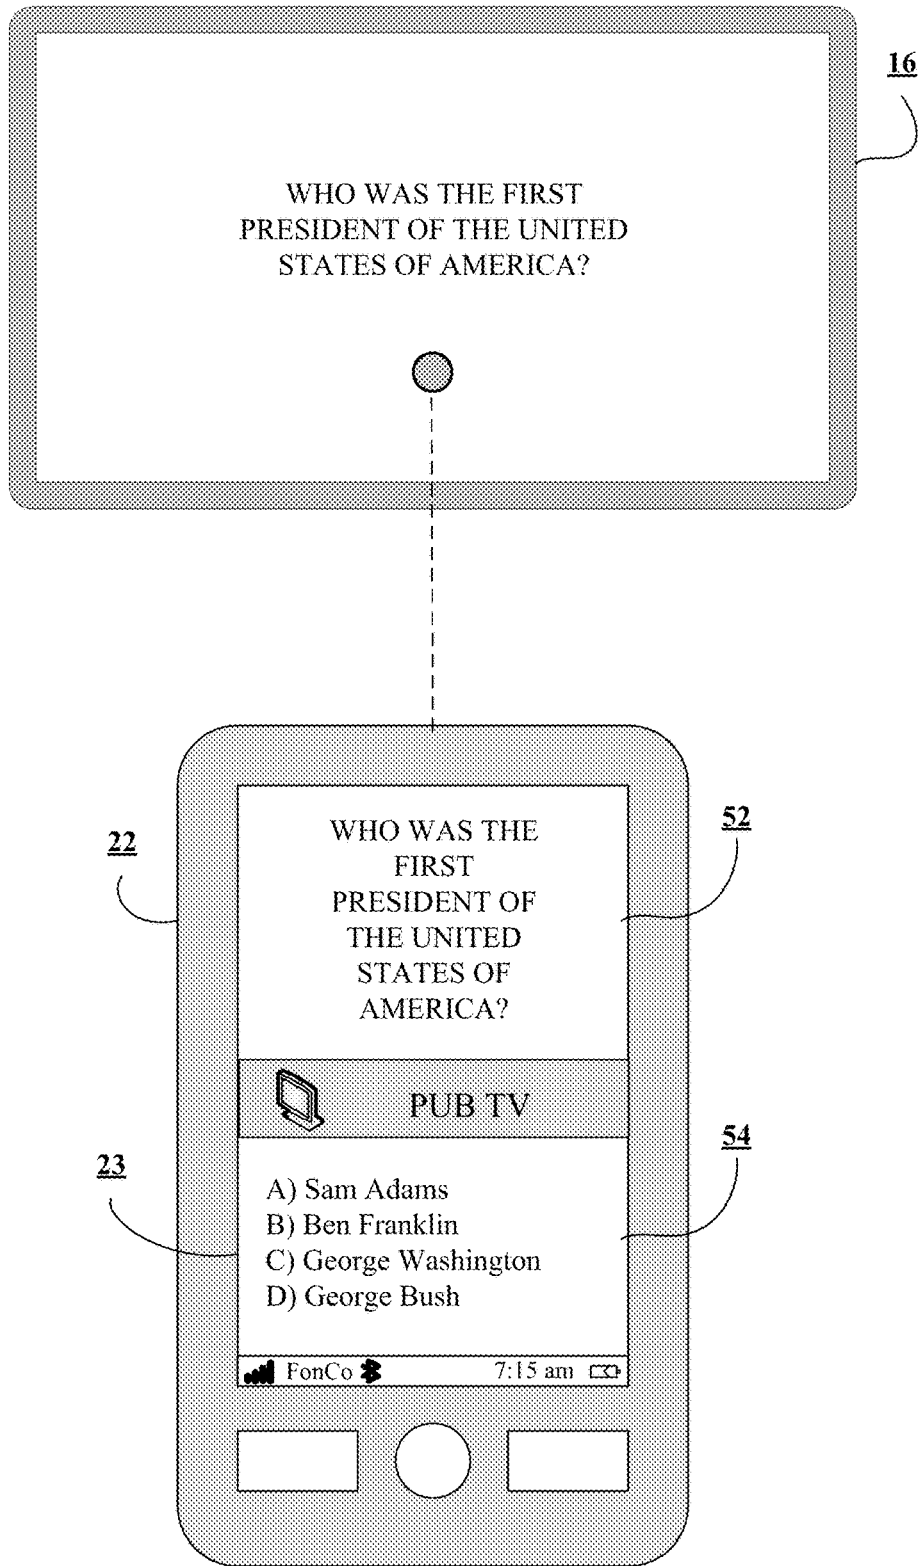 16
WHO WAS THE FIRST
PRESIDENT OF THE UNITED
STATES OF AMERICA?
22
52
WHO WAS THE
FIRST
PRESIDENT OF
THE UNITED
STATES OF
AMERICA?
PUB TV
23
54
A) Sam Adams
B) Ben Franklin
C) George Washington
D) George Bush
FonCo 7:15 am